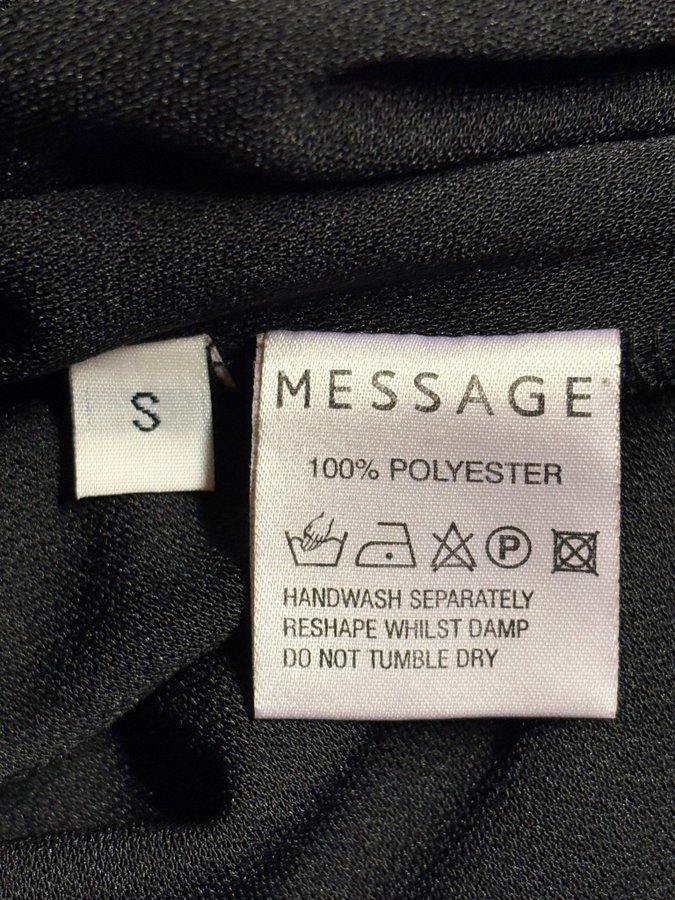 S
MESSAGE
100% POLYESTER
P
HANDWASH SEPARATELY
RESHAPE WHILST DAMP
DO NOT TUMBLE DRY